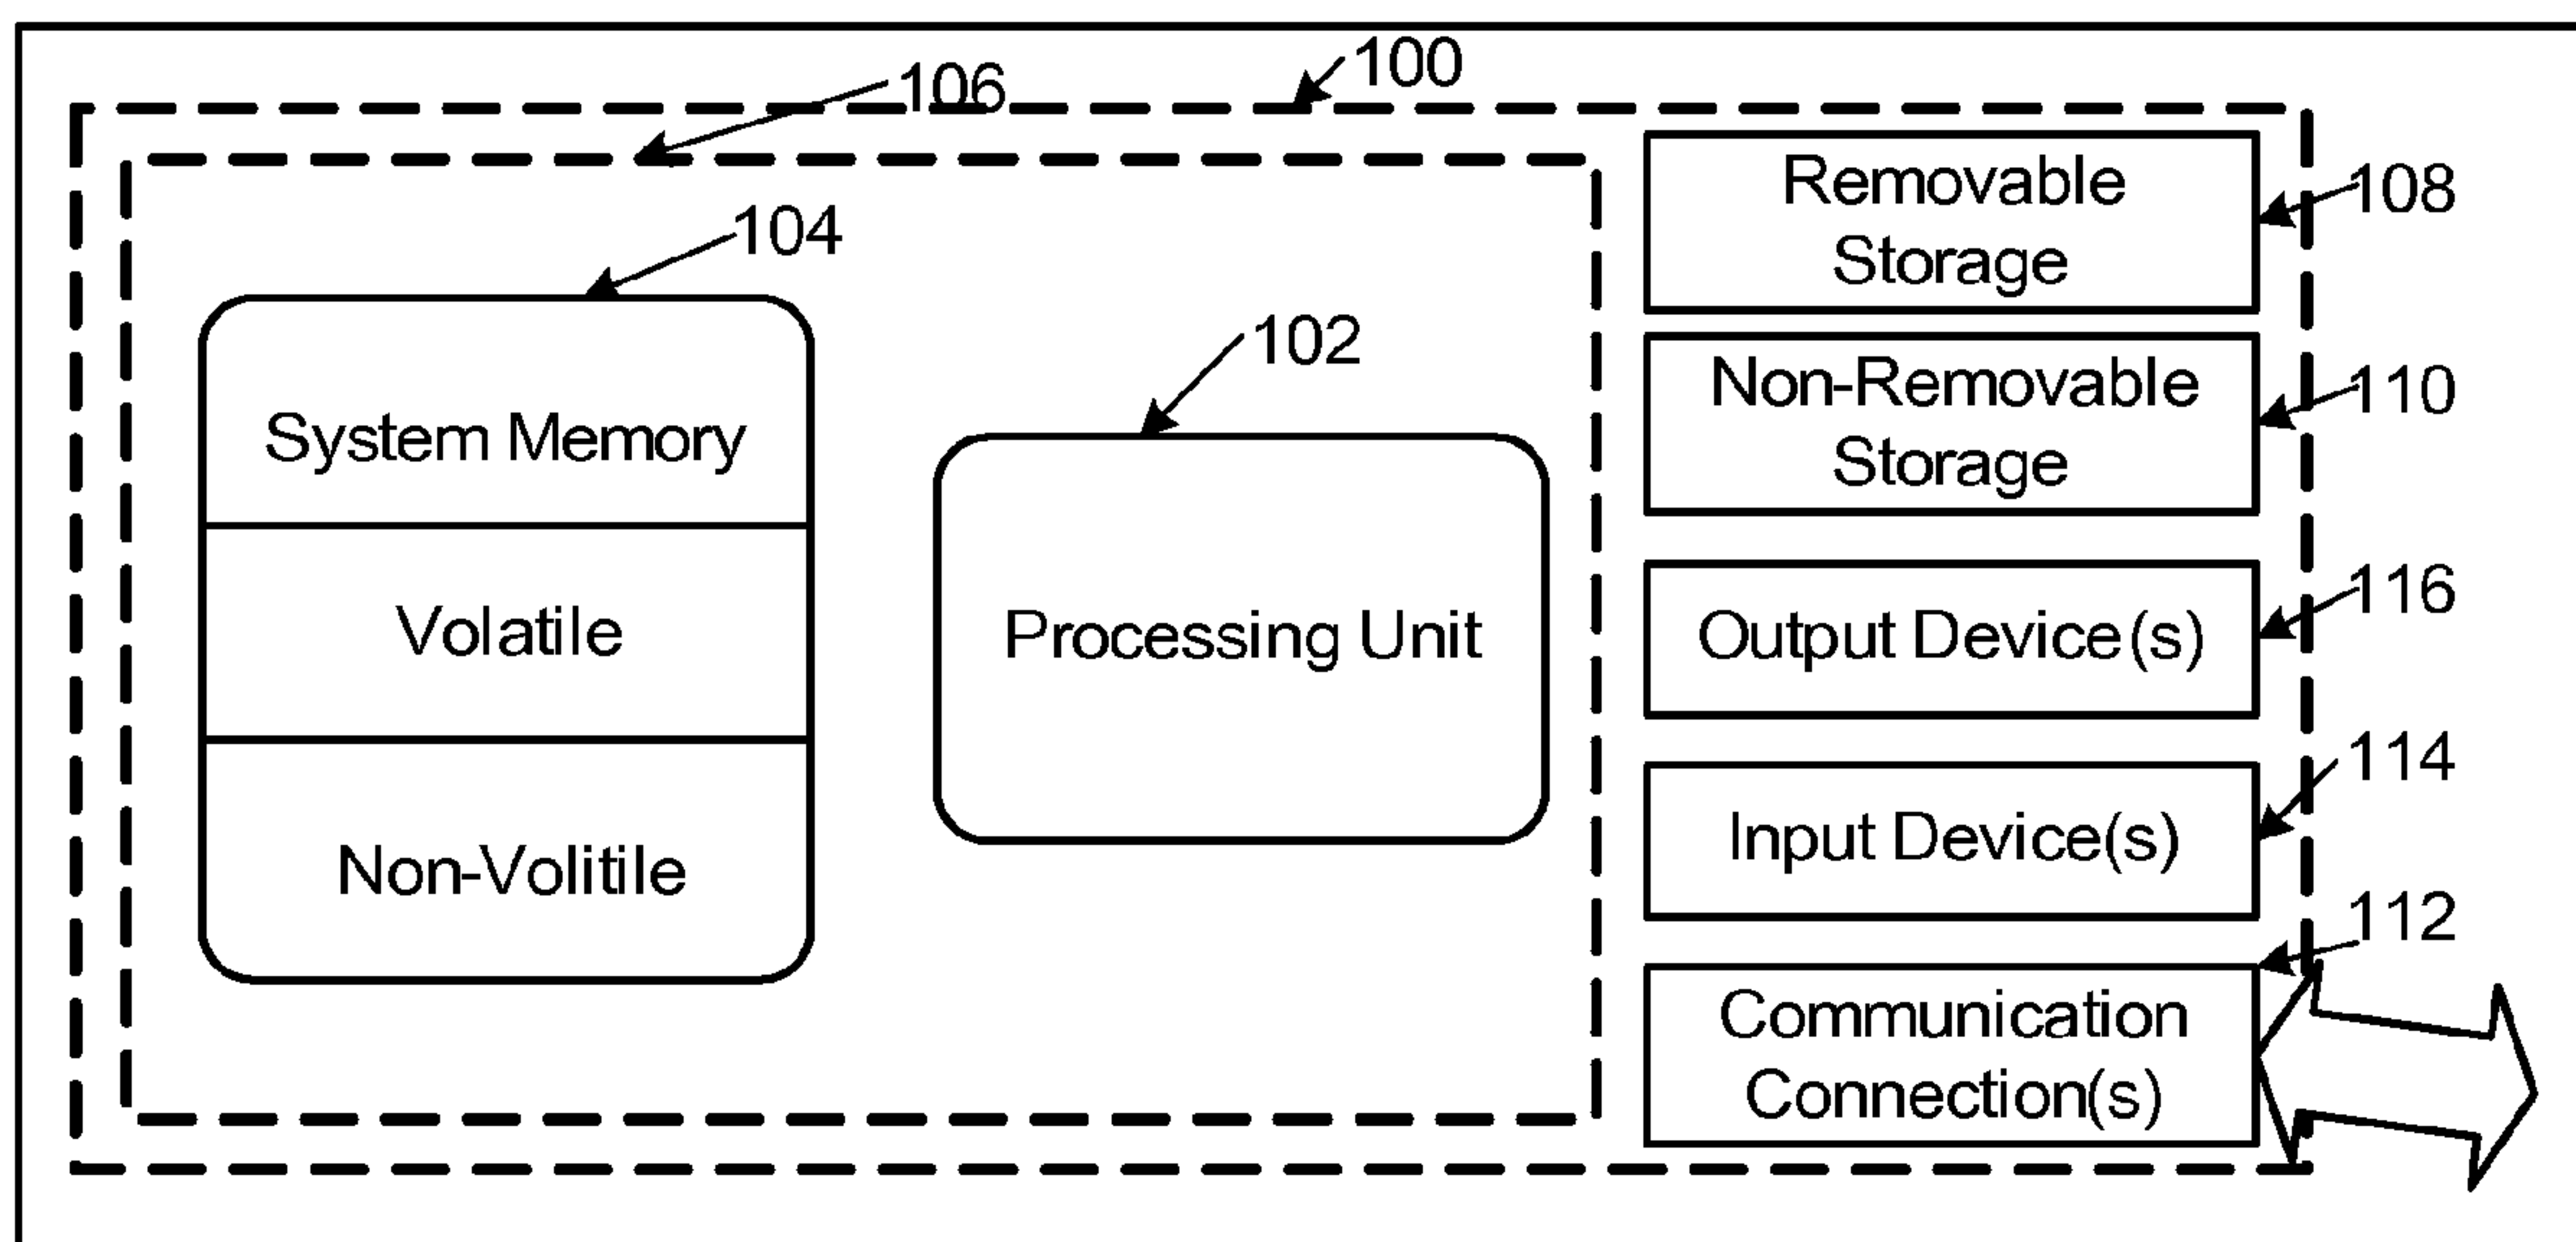 100
106
Removable
Storage
108
104
102
Non-Removable
Storage
110
System Memory
Volatile
Non-Volitile
Processing Unit
Output Device(s)
116
Input Device(s)
114
112
Communication
Connection(s)